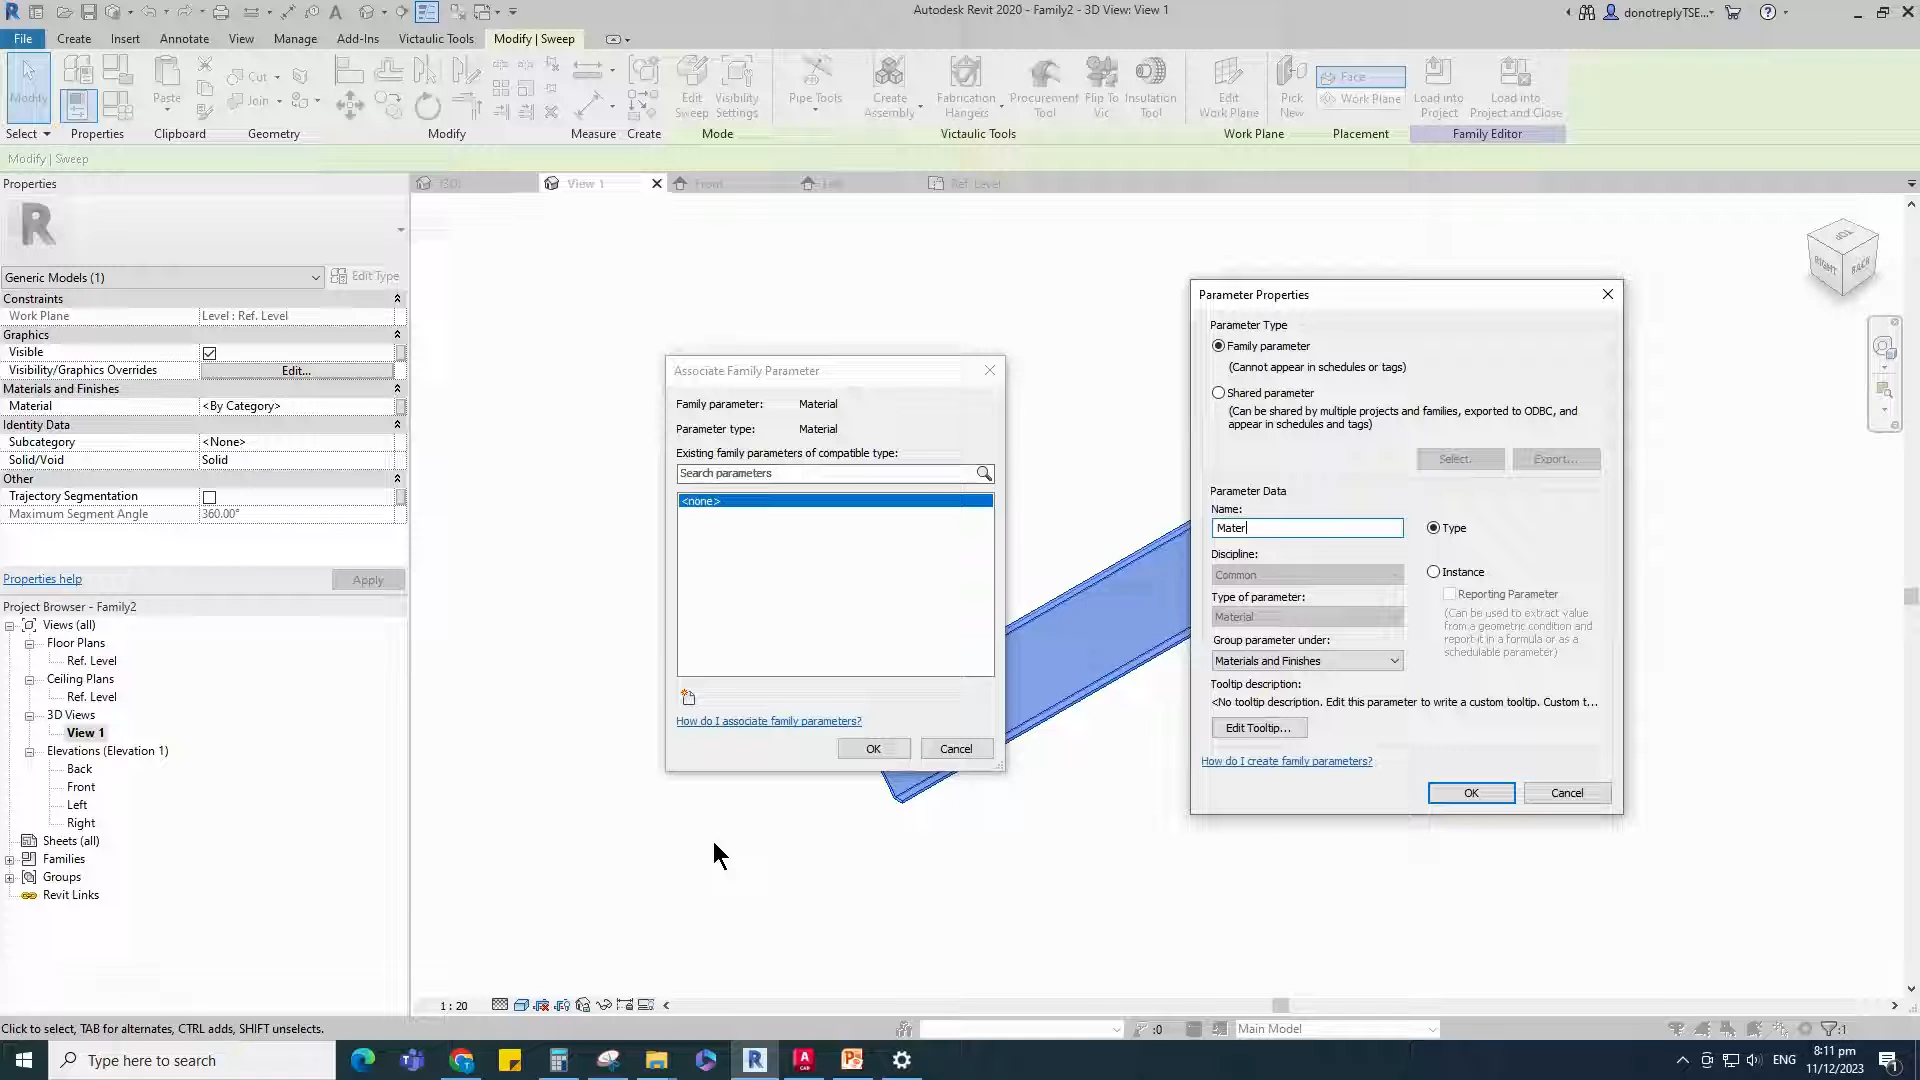 Autodesk Revit 2020 - Family2 - 3D View: View 1
donotreplyTSE...
File Create Insert Annotate View Manage Add-Ins Victaulic Tools Modify | Sweep
Modify
Paste
Cut
Join
Edit Sweep
Visibility Settings
Pipe Tools
Create Assembly
Fabrication Hangers
Procurement Tool
Flip To Vic
Insulation Tool
Edit Work Plane
Pick New
Face
Work Plane
Load into Project
Load into Project and Close
Select Properties Clipboard Geometry Modify Measure Create Mode Victaulic Tools Work Plane Placement Family Editor
Modify | Sweep
Properties
View 1
Front
Ref. Level
R
Generic Models (1)
Edit Type
Constraints
Work Plane Level : Ref. Level
Graphics
Visible
Visibility/Graphics Overrides Edit...
Materials and Finishes
Material <By Category>
Identity Data
Subcategory <None>
Solid/Void Solid
Other
Trajectory Segmentation
Maximum Segment Angle 360.00°
Properties help
Apply
Project Browser - Family2
Views (all)
Floor Plans
Ref. Level
Ceiling Plans
Ref. Level
3D Views
View 1
Elevations (Elevation 1)
Back
Front
Left
Right
Sheets (all)
Families
Groups
Revit Links
Associate Family Parameter
Family parameter: Material
Parameter type: Material
Existing family parameters of compatible type:
Search parameters
<none>
How do I associate family parameters?
OK Cancel
Parameter Properties
Parameter Type
Family parameter
(Cannot appear in schedules or tags)
Shared parameter
(Can be shared by multiple projects and families, exported to ODBC, and
appear in schedules and tags)
Select... Export...
Parameter Data
Name:
Mater
Type
Discipline:
Common
Instance
Reporting Parameter
Type of parameter:
Material
(Can be used to extract value
from a geometric condition and
report it in a formula or as a
schedulable parameter)
Group parameter under:
Materials and Finishes
Tooltip description:
<No tooltip description. Edit this parameter to write a custom tooltip. Custom t...
Edit Tooltip...
How do I create family parameters?
OK Cancel
TOP
RIGHT
BACK
1 : 20
Click to select, TAB for alternates, CTRL adds, SHIFT unselects.
:0
Main Model
:1
Type here to search
ENG
8:11 pm
11/12/2023